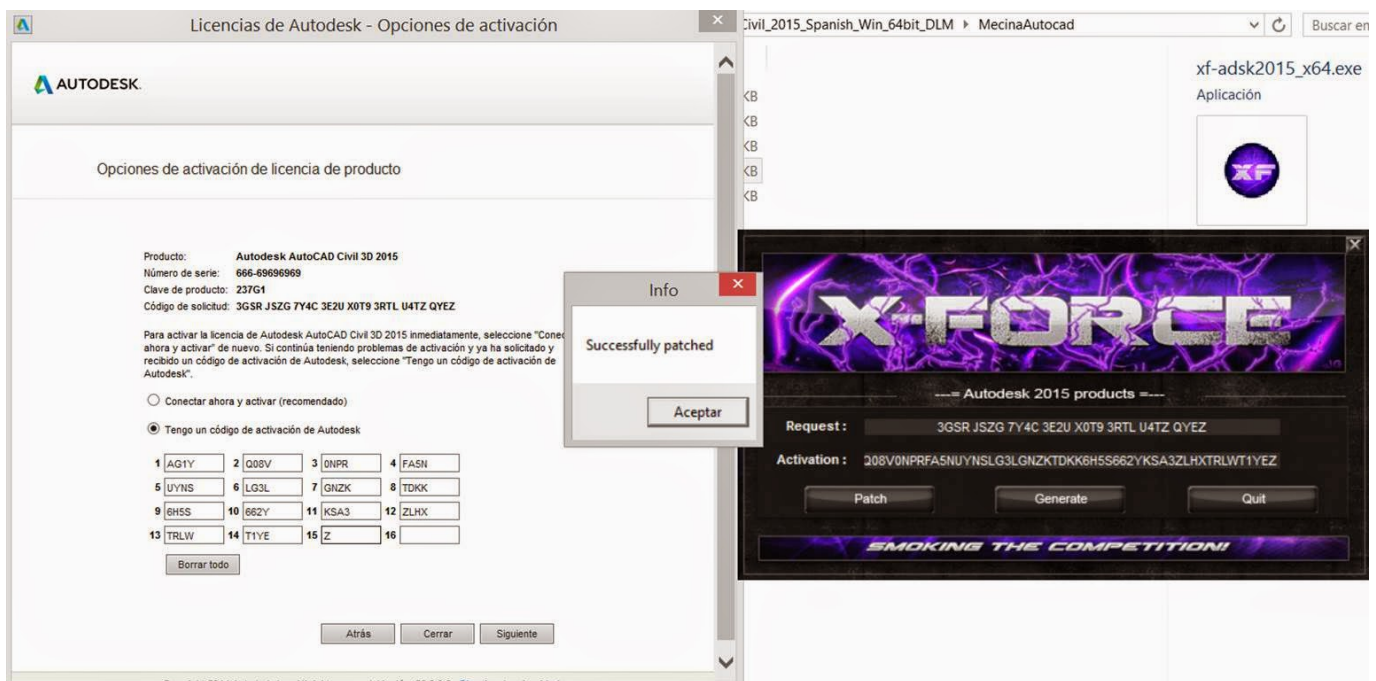 Licencias de Autodesk - Opciones de activación
AUTODESK.
Opciones de activación de licencia de producto
Producto: Autodesk AutoCAD Civil 3D 2015
Número de serie: 666-69696969
Clave de producto: 237G1
Código de solicitud: 3GSR JSZG 7Y4C 3E2U X0T9 3RTL U4TZ QYEZ
Para activar la licencia de Autodesk AutoCAD Civil 3D 2015 inmediatamente, seleccione "Conec
ahora y activar" de nuevo. Si continúa teniendo problemas de activación y ya ha solicitado y
recibido un código de activación de Autodesk, seleccione "Tengo un código de activación de
Autodesk".
Conectar ahora y activar (recomendado)
Tengo un código de activación de Autodesk
1 AG1Y 2 Q08V 3 0NPR 4 FA5N
5 UYNS 6 LG3L 7 GNZK 8 TDKK
9 6H5S 10 662Y 11 KSA3 12 ZLHX
13 TRLW 14 T1YE 15 Z 16
Borrar todo
Atrás Cerrar Siguiente
Info
Successfully patched
Aceptar
Civil_2015_Spanish_Win_64bit_DLM MecinaAutocad
Buscar en
KB
KB
KB
KB
KB
xf-adsk2015_x64.exe
Aplicación
XF
X-FORCE
---= Autodesk 2015 products =---
Request : 3GSR JSZG 7Y4C 3E2U X0T9 3RTL U4TZ QYEZ
Activation : Q08V0NPRFA5NUYNSLG3LGNZKTDKK6H5S662YKSA3ZLHXTRLWT1YEZ
Patch Generate Quit
SMOKING THE COMPETITION!